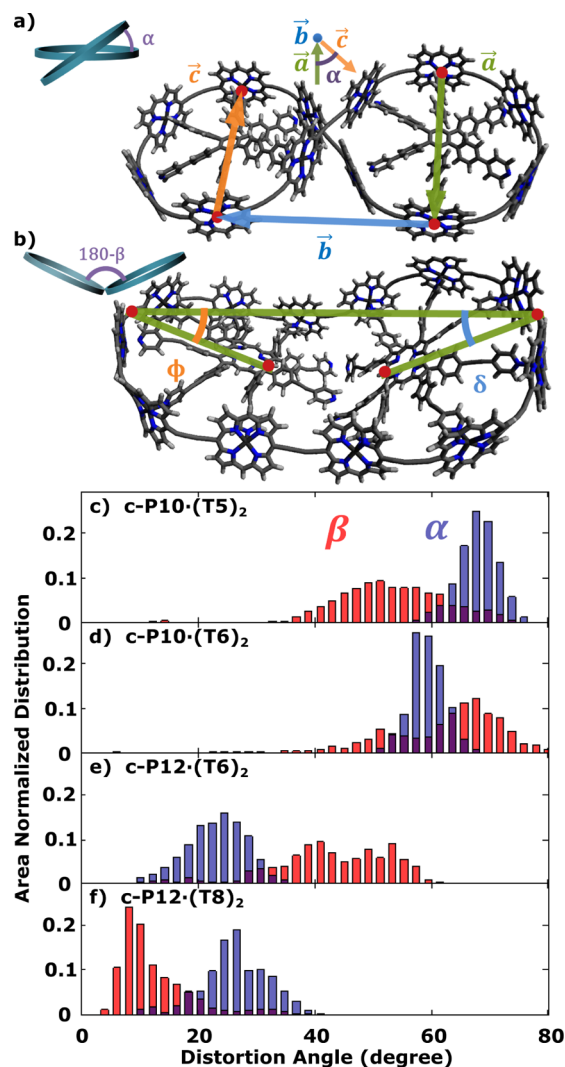 a)
α
b⃗
a⃗ α c⃗
c⃗
a⃗
b⃗
b)
180-β
ϕ
δ
c) c-P10·(T5)₂
β α
0.2
0.1
0
d) c-P10·(T6)₂
0.2
0.1
0
e) c-P12·(T6)₂
0.2
0.1
0
f) c-P12·(T8)₂
0.2
0.1
0
0 20 40 60 80
Area Normalized Distribution
Distortion Angle (degree)